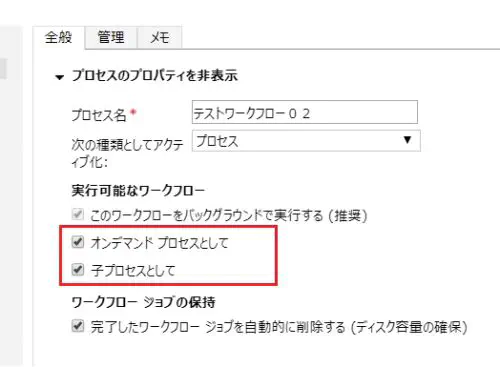 全般 管理 メモ
プロセスのプロパティを非表示
プロセス名* テストワークフロー０２
次の種類としてアクティ プロセス
ブ化:
実行可能なワークフロー
このワークフローをバックグラウンドで実行する (推奨)
オンデマンド プロセスとして
子プロセスとして
ワークフロー ジョブの保持
完了したワークフロー ジョブを自動的に削除する (ディスク容量の確保)